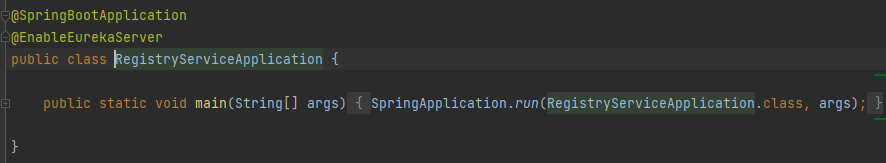 @SpringBootApplication
@EnableEurekaServer
public class RegistryServiceApplication {
public static void main(String[] args) { SpringApplication.run(RegistryServiceApplication.class, args); }
}